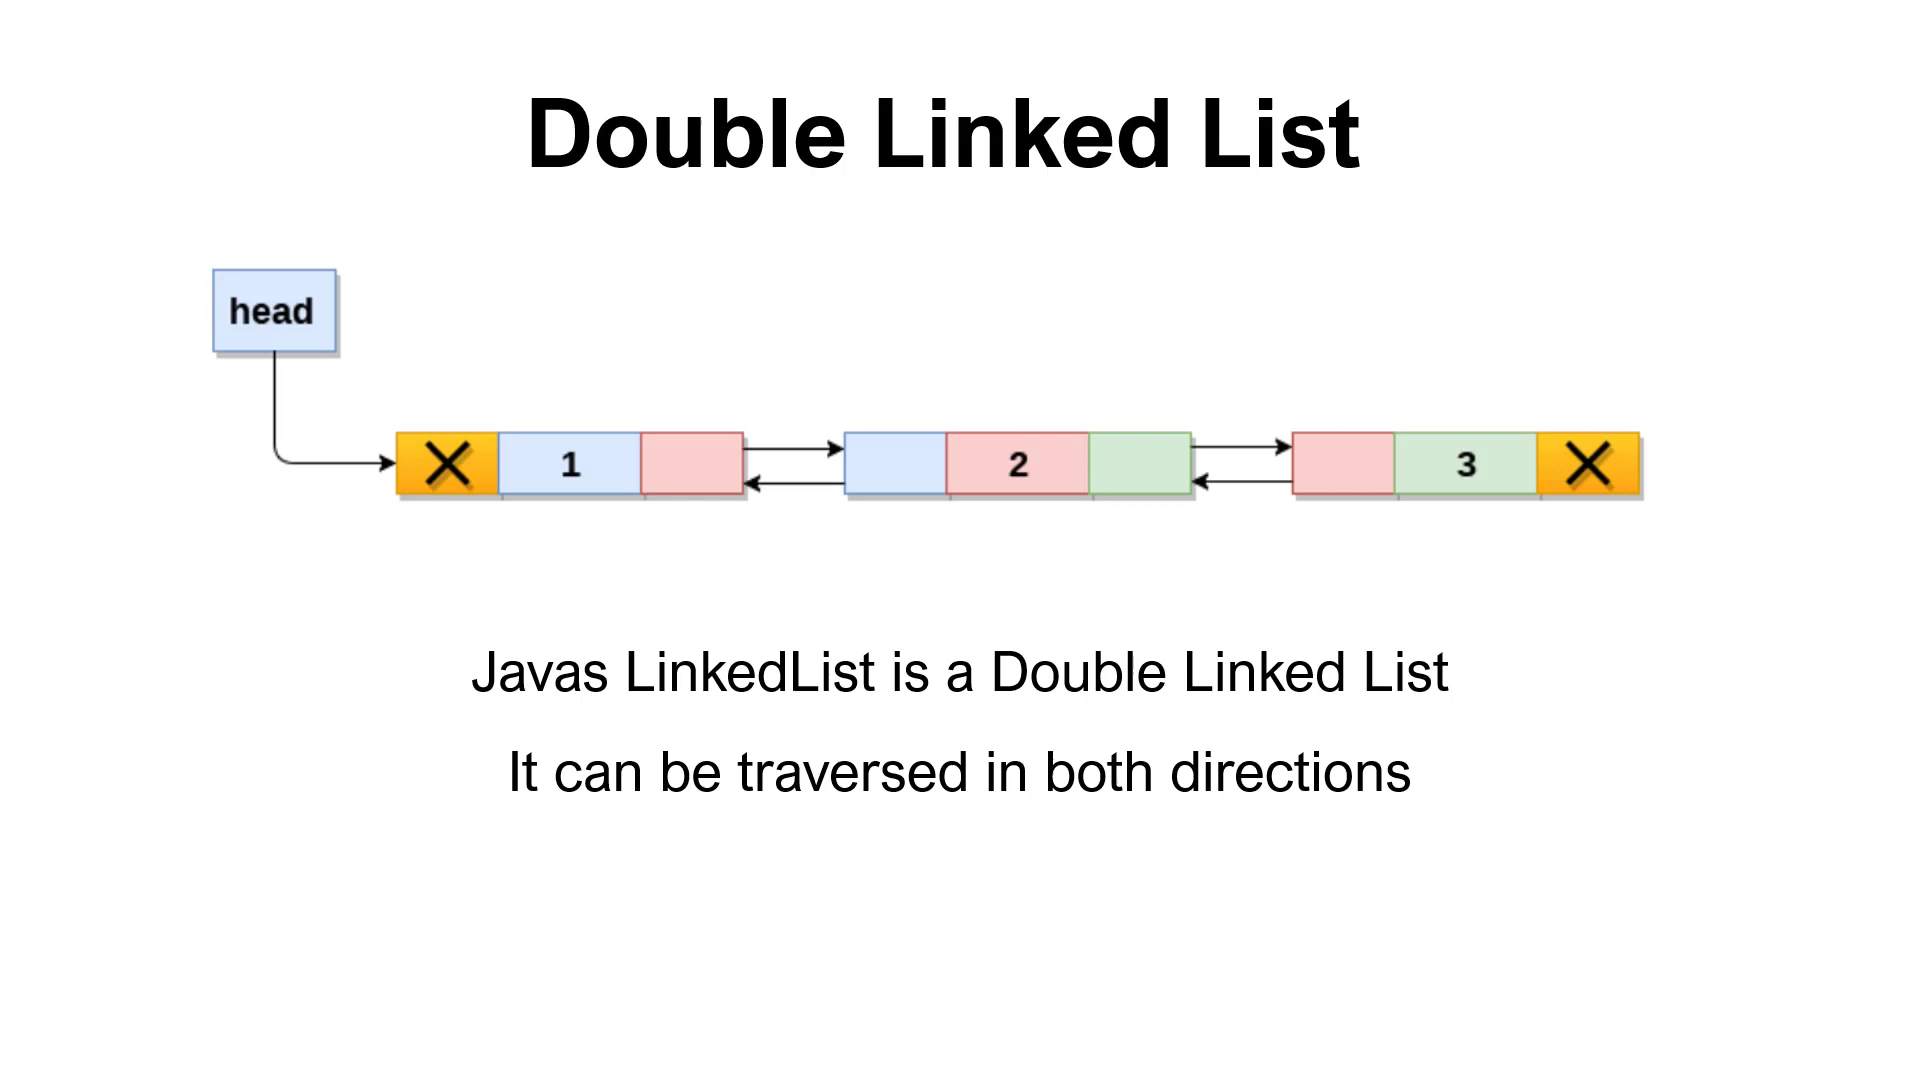 Double Linked List
head
1 2 3
Javas LinkedList is a Double Linked List
It can be traversed in both directions